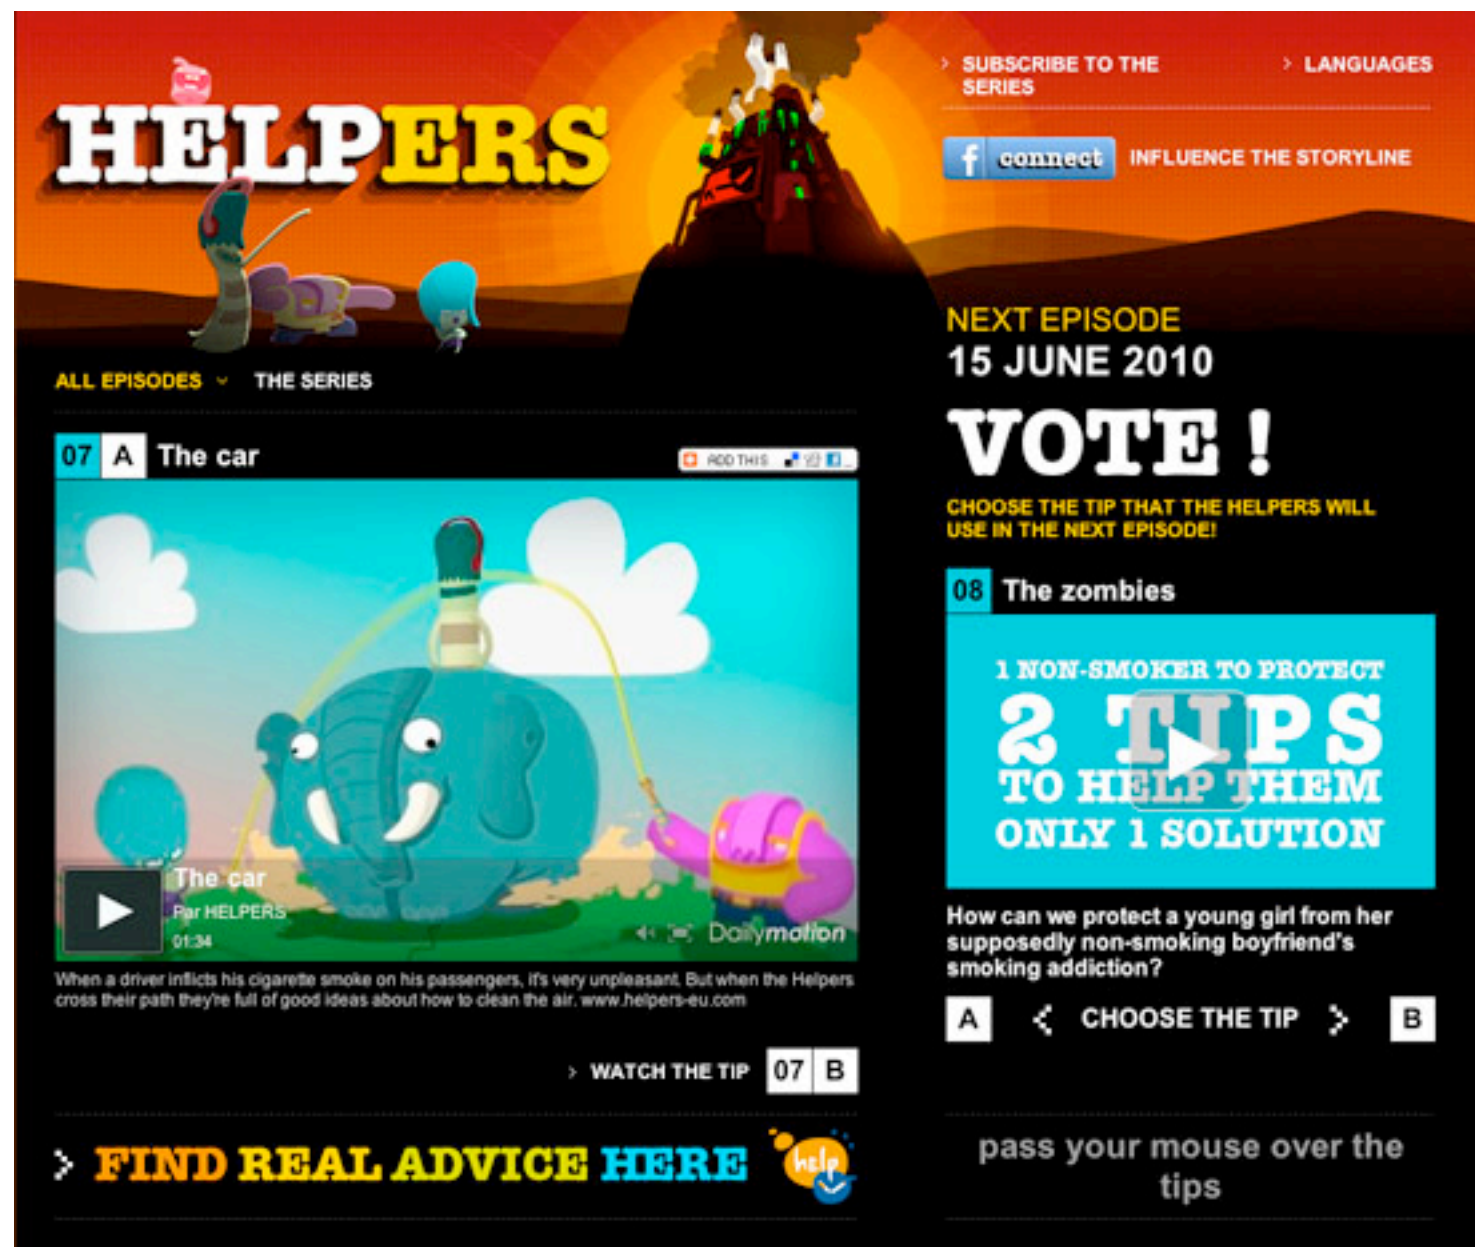 HELPERS
SUBSCRIBE TO THE
SERIES
LANGUAGES
f connect
INFLUENCE THE STORYLINE
ALL EPISODES
THE SERIES
07 A The car
ADD THIS
The car
Par HELPERS
01:34
Dailymotion
When a driver inflicts his cigarette smoke on his passengers, it's very unpleasant. But when the Helpers
cross their path they're full of good ideas about how to clean the air. www.helpers-eu.com
WATCH THE TIP 07 B
FIND REAL ADVICE HERE
help
NEXT EPISODE
15 JUNE 2010
VOTE !
CHOOSE THE TIP THAT THE HELPERS WILL
USE IN THE NEXT EPISODE!
08 The zombies
1 NON-SMOKER TO PROTECT
2 TIPS
TO HELP THEM
ONLY 1 SOLUTION
How can we protect a young girl from her
supposedly non-smoking boyfriend's
smoking addiction?
A < CHOOSE THE TIP > B
pass your mouse over the
tips